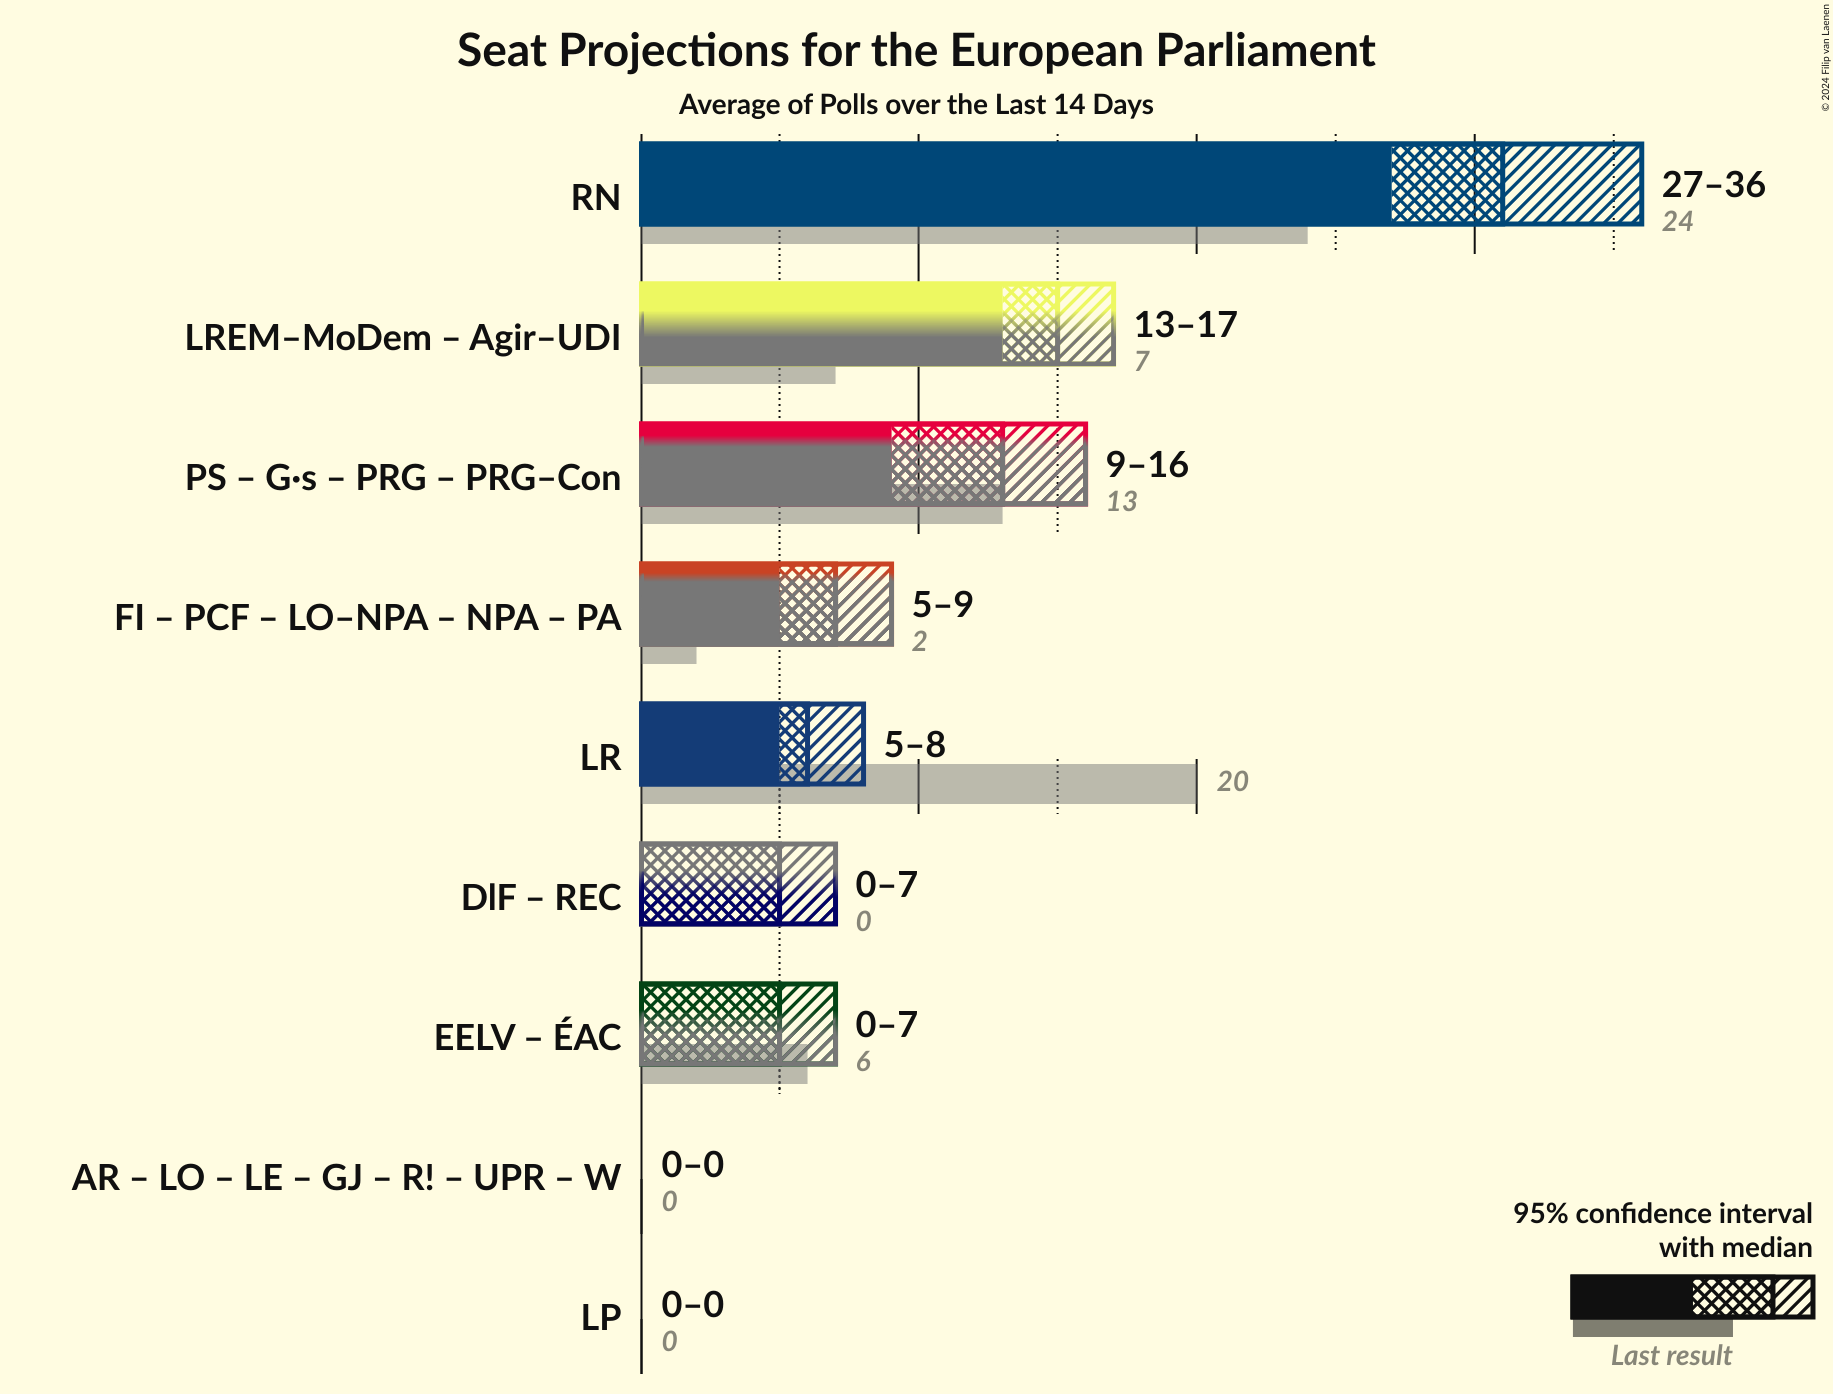 Seat Projections for the European Parliament
Average of Polls over the Last 14 Days
© 2024 Filip van Laenen
RN
27–36
24
LREM–MoDem – Agir–UDI
13–17
7
PS – G·s – PRG – PRG–Con
9–16
13
FI – PCF – LO–NPA – NPA – PA
5–9
2
LR
5–8
20
DlF – REC
0–7
0
EELV – ÉAC
0–7
6
AR – LO – LE – GJ – R! – UPR – W
0–0
0
LP
0–0
0
95% confidence interval
with median
Last result